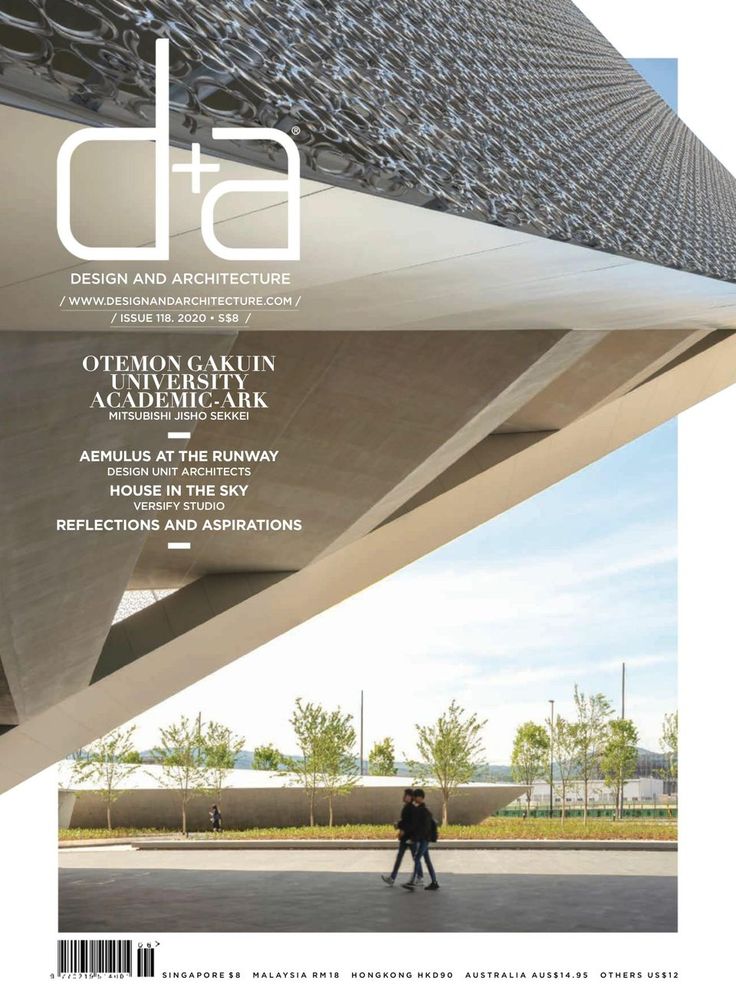 d+a®
DESIGN AND ARCHITECTURE
/ WWW.DESIGNANDARCHITECTURE.COM /
/ ISSUE 118. 2020 • S$8 /
OTEMON GAKUIN
UNIVERSITY
ACADEMIC-ARK
MITSUBISHI JISHO SEKKEI
AEMULUS AT THE RUNWAY
DESIGN UNIT ARCHITECTS
HOUSE IN THE SKY
VERSIFY STUDIO
REFLECTIONS AND ASPIRATIONS
SINGAPORE $8 MALAYSIA RM18 HONGKONG HKD90 AUSTRALIA AUS$14.95 OTHERS US$12